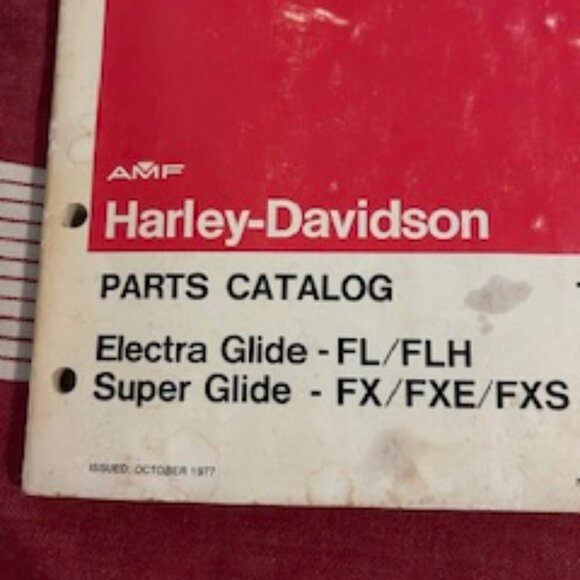 AMF
Harley-Davidson
PARTS CATALOG
Electra Glide - FL/FLH
Super Glide - FX/FXE/FXS
ISSUED: OCTOBER 1977